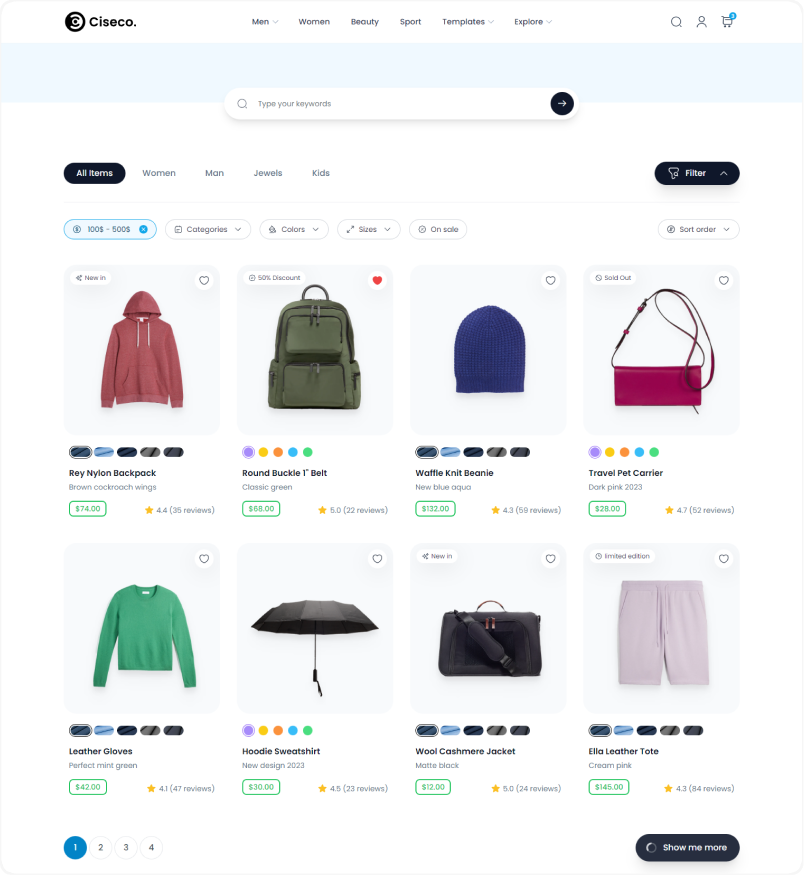 Ciseco.
Men Women Beauty Sport Templates Explore
3
Type your keywords
All Items Women Man Jewels Kids Filter
100$ - 500$ Categories Colors Sizes On sale Sort order
New in 50% Discount Sold Out
Rey Nylon Backpack Round Buckle 1" Belt Waffle Knit Beanie Travel Pet Carrier
Brown cockroach wings Classic green New blue aqua Dark pink 2023
$74.00 4.4 (35 reviews) $68.00 5.0 (22 reviews) $132.00 4.3 (59 reviews) $28.00 4.7 (52 reviews)
New in limited edition
Leather Gloves Hoodie Sweatshirt Wool Cashmere Jacket Ella Leather Tote
Perfect mint green New design 2023 Matte black Cream pink
$42.00 4.1 (47 reviews) $30.00 4.5 (23 reviews) $12.00 5.0 (24 reviews) $145.00 4.3 (84 reviews)
1 2 3 4 Show me more